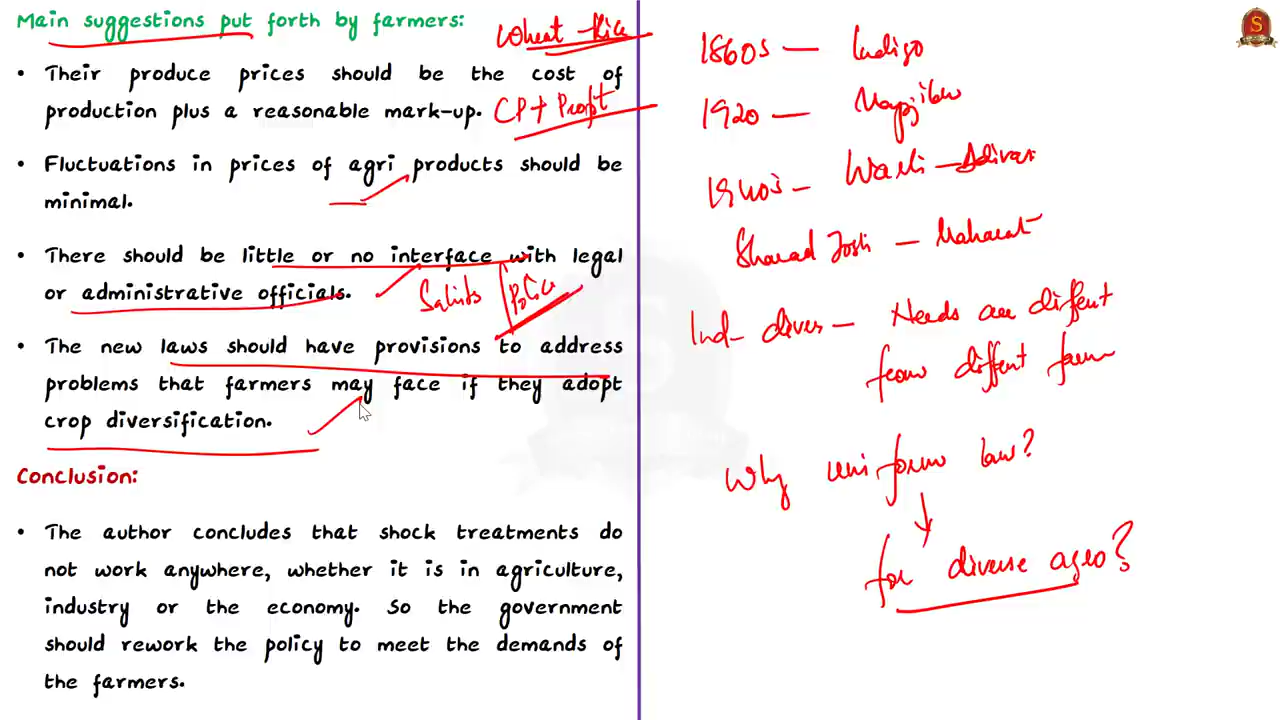 Main suggestions put forth by farmers:
Wheat - Rice
• Their produce prices should be the cost of
production plus a reasonable mark-up.
CP + Profit
• Fluctuations in prices of agri products should be
minimal.
• There should be little or no interface with legal
or administrative officials.
Police
• The new laws should have provisions to address
problems that farmers may face if they adopt
crop diversification.
Conclusion:
• The author concludes that shock treatments do
not work anywhere, whether it is in agriculture,
industry or the economy. So the government
should rework the policy to meet the demands of
the farmers.
1860s — Indigo
1920 —
1940s —
Sharad Joshi —
Ind - divers — Needs are different
from different farm
Why uniform law?
for diverse agro?
S